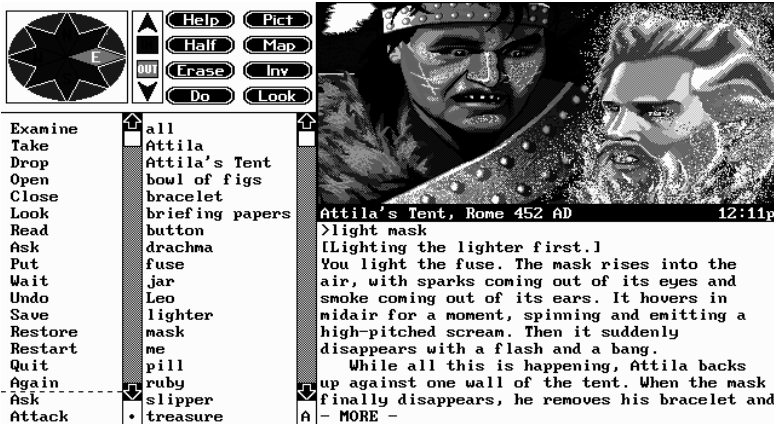 E
OUT
Help Pict
Half Map
Erase Inv
Do Look
Examine
Take
Drop
Open
Close
Look
Read
Ask
Put
Wait
Undo
Save
Restore
Restart
Quit
Again
Ask
Attack
all
Attila
Attila's Tent
bowl of figs
bracelet
briefing papers
button
drachma
fuse
jar
Leo
lighter
mask
me
pill
ruby
slipper
treasure
A
Attila's Tent, Rome 452 AD 12:11p
>light mask
[Lighting the lighter first.]
You light the fuse. The mask rises into the
air, with sparks coming out of its eyes and
smoke coming out of its ears. It hovers in
midair for a moment, spinning and emitting a
high-pitched scream. Then it suddenly
disappears with a flash and a bang.
While all this is happening, Attila backs
up against one wall of the tent. When the mask
finally disappears, he removes his bracelet and
- MORE -